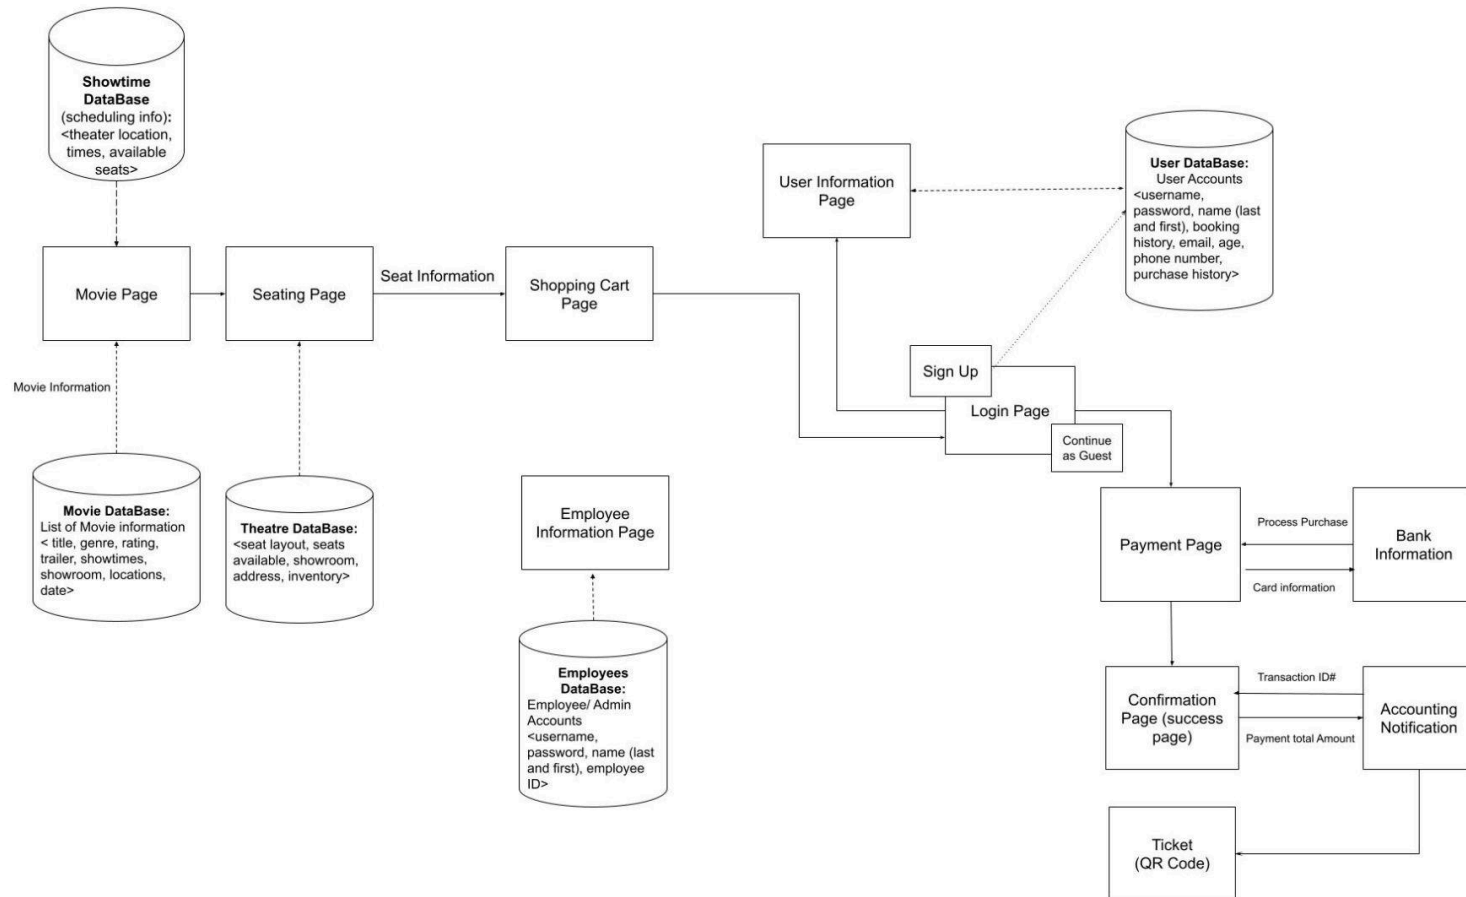 Showtime
DataBase
(scheduling info):
<theater location,
times, available
seats>
Movie Page
Seating Page
Seat Information
Shopping Cart
Page
Movie Information
Movie DataBase:
List of Movie information
< title, genre, rating,
trailer, showtimes,
showroom, locations,
date>
Theatre DataBase:
<seat layout, seats
available, showroom,
address, inventory>
Employee
Information Page
Employees
DataBase:
Employee/ Admin
Accounts
<username,
password, name (last
and first), employee
ID>
User Information
Page
User DataBase:
User Accounts
<username,
password, name (last
and first), booking
history, email, age,
phone number,
purchase history>
Sign Up
Login Page
Continue
as Guest
Payment Page
Process Purchase
Card information
Bank
Information
Confirmation
Page (success
page)
Transaction ID#
Payment total Amount
Accounting
Notification
Ticket
(QR Code)